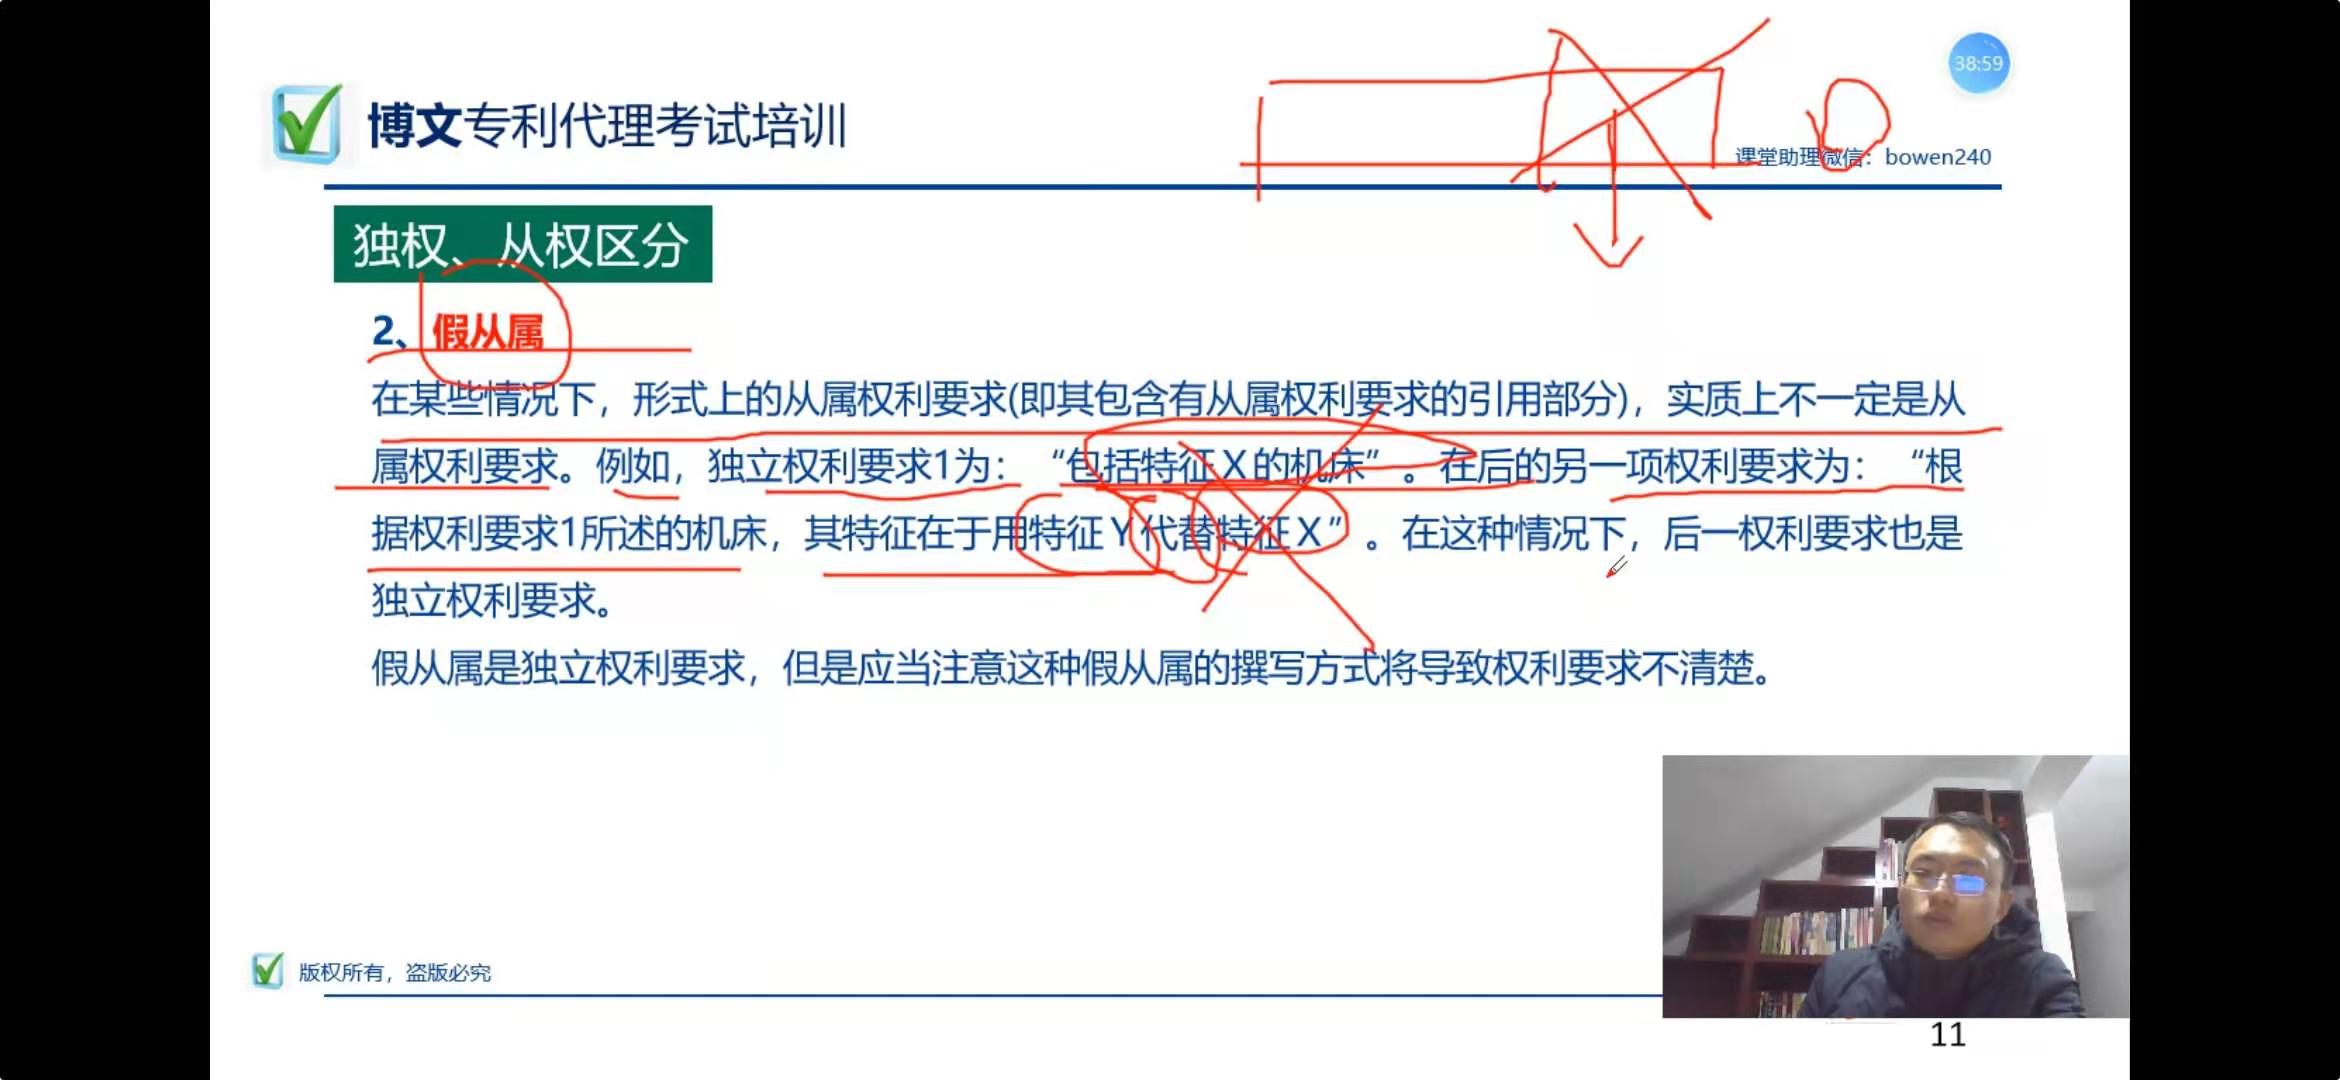 38:59
博文专利代理考试培训
课堂助理微信：bowen240
独权、从权区分
2、假从属
在某些情况下，形式上的从属权利要求(即其包含有从属权利要求的引用部分)，实质上不一定是从
属权利要求。例如，独立权利要求1为：“包括特征X的机床”。在后的另一项权利要求为：“根
据权利要求1所述的机床，其特征在于用特征Y代替特征X”。在这种情况下，后一权利要求也是
独立权利要求。
假从属是独立权利要求，但是应当注意这种假从属的撰写方式将导致权利要求不清楚。
版权所有，盗版必究
11